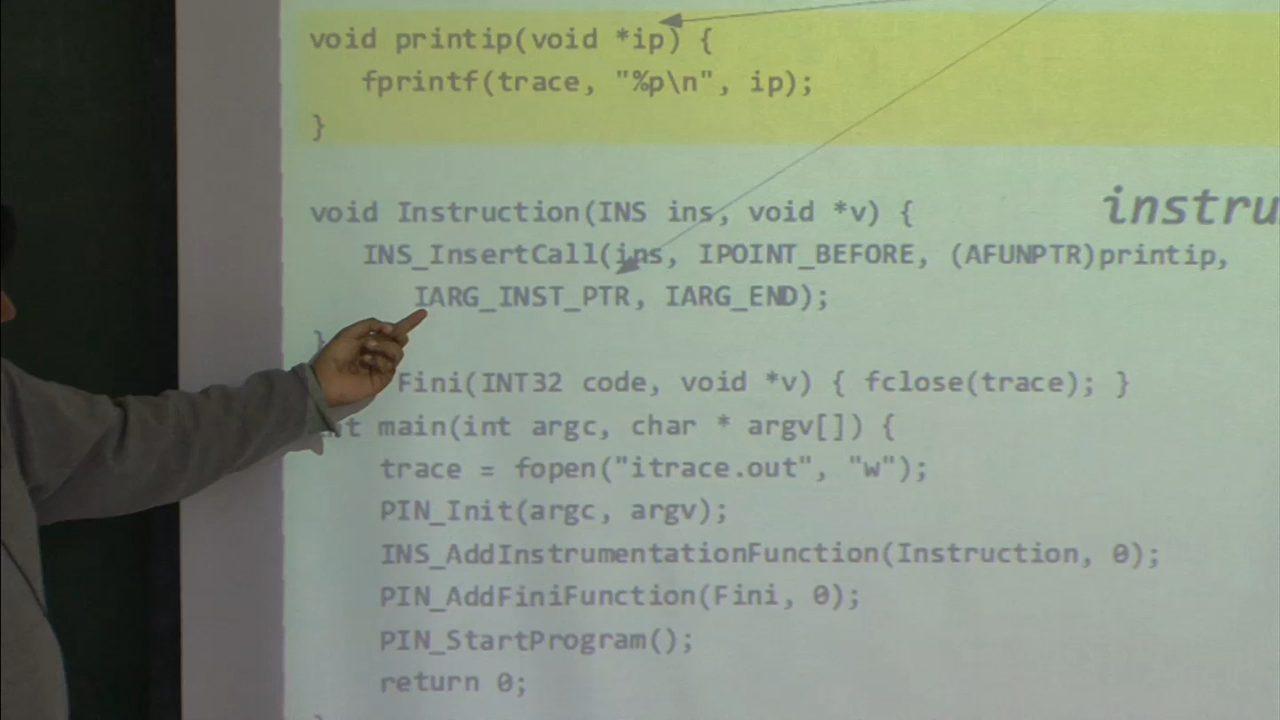 void printip(void *ip) {
fprintf(trace, "%p\n", ip);
}
instru
void Instruction(INS ins, void *v) {
INS_InsertCall(ins, IPOINT_BEFORE, (AFUNPTR)printip,
IARG_INST_PTR, IARG_END);
}
Fini(INT32 code, void *v) { fclose(trace); }
nt main(int argc, char * argv[]) {
trace = fopen("itrace.out", "w");
PIN_Init(argc, argv);
INS_AddInstrumentationFunction(Instruction, 0);
PIN_AddFiniFunction(Fini, 0);
PIN_StartProgram();
return 0;